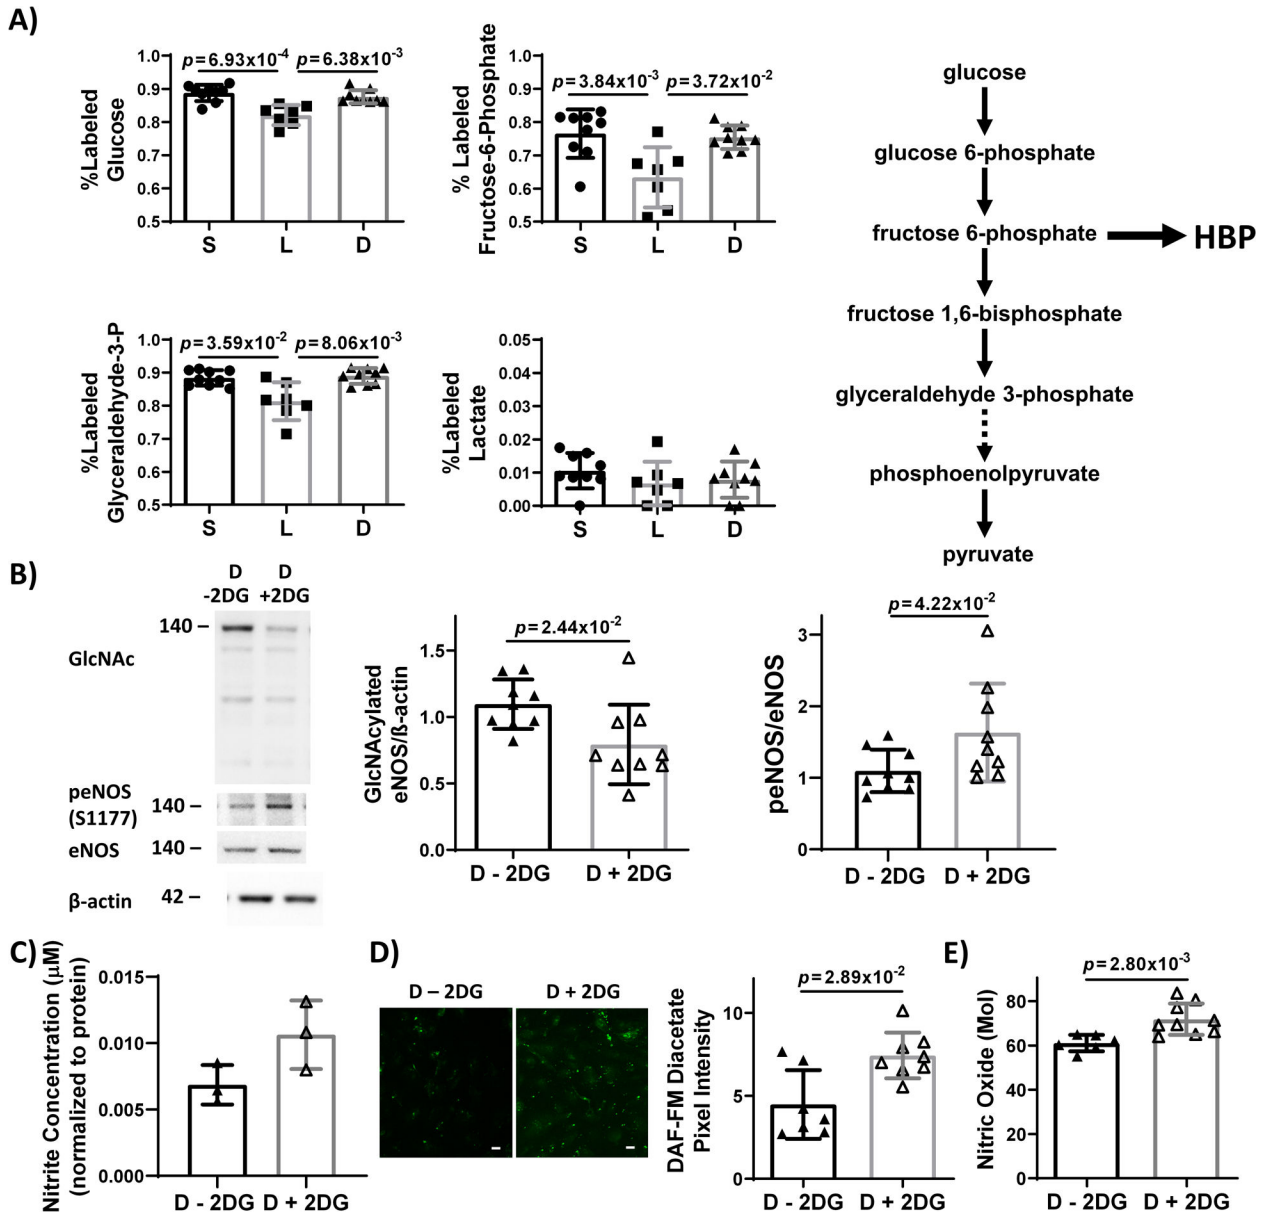 A)
%Labeled
Glucose
1.0
0.9
0.8
0.7
0.6
0.5
p=6.93x10-4
p=6.38x10-3
S L D
% Labeled
Fructose-6-Phosphate
1.0
0.9
0.8
0.7
0.6
0.5
p=3.84x10-3
p=3.72x10-2
S L D
glucose
glucose 6-phosphate
fructose 6-phosphate
HBP
fructose 1,6-bisphosphate
glyceraldehyde 3-phosphate
phosphoenolpyruvate
pyruvate
%Labeled
Glyceraldehyde-3-P
1.0
0.9
0.8
0.7
0.6
0.5
p=3.59x10-2
p=8.06x10-3
S L D
%Labeled
Lactate
0.05
0.04
0.03
0.02
0.01
0.00
S L D
B)
D D
-2DG +2DG
140
GlcNAc
peNOS
(S1177)
140
eNOS
140
β-actin
42
GlcNAcylated
eNOS/ß-actin
1.5
1.0
0.5
0.0
p=2.44x10-2
D - 2DG D + 2DG
peNOS/eNOS
3
2
1
0
p=4.22x10-2
D - 2DG D + 2DG
C)
Nitrite Concentration (µM)
(normalized to protein)
0.015
0.010
0.005
0.000
D - 2DG D + 2DG
D)
D – 2DG D + 2DG
DAF-FM Diacetate
Pixel Intensity
10
5
0
p=2.89x10-2
D - 2DG D + 2DG
E)
Nitric Oxide (Mol)
80
60
40
20
0
p=2.80x10-3
D - 2DG D + 2DG